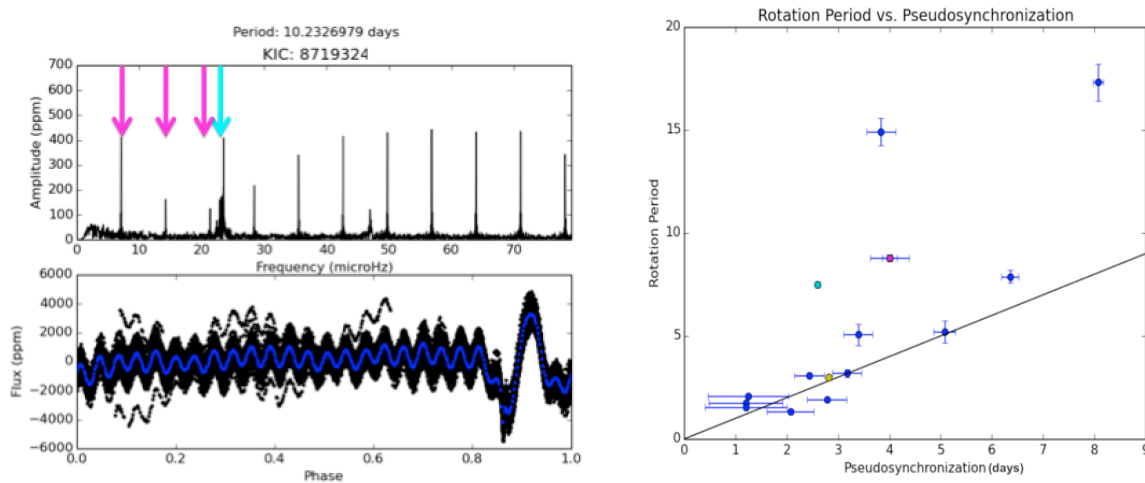 Period: 10.2326979 days
KIC: 8719324
700
600
500
400
300
200
100
0
Amplitude (ppm)
0 10 20 30 40 50 60 70
Frequency (microHz)
6000
4000
2000
0
−2000
−4000
−6000
Flux (ppm)
0.0 0.2 0.4 0.6 0.8 1.0
Phase
Rotation Period vs. Pseudosynchronization
20
15
10
5
0
Rotation Period
0 1 2 3 4 5 6 7 8 9
Pseudosynchronization (days)